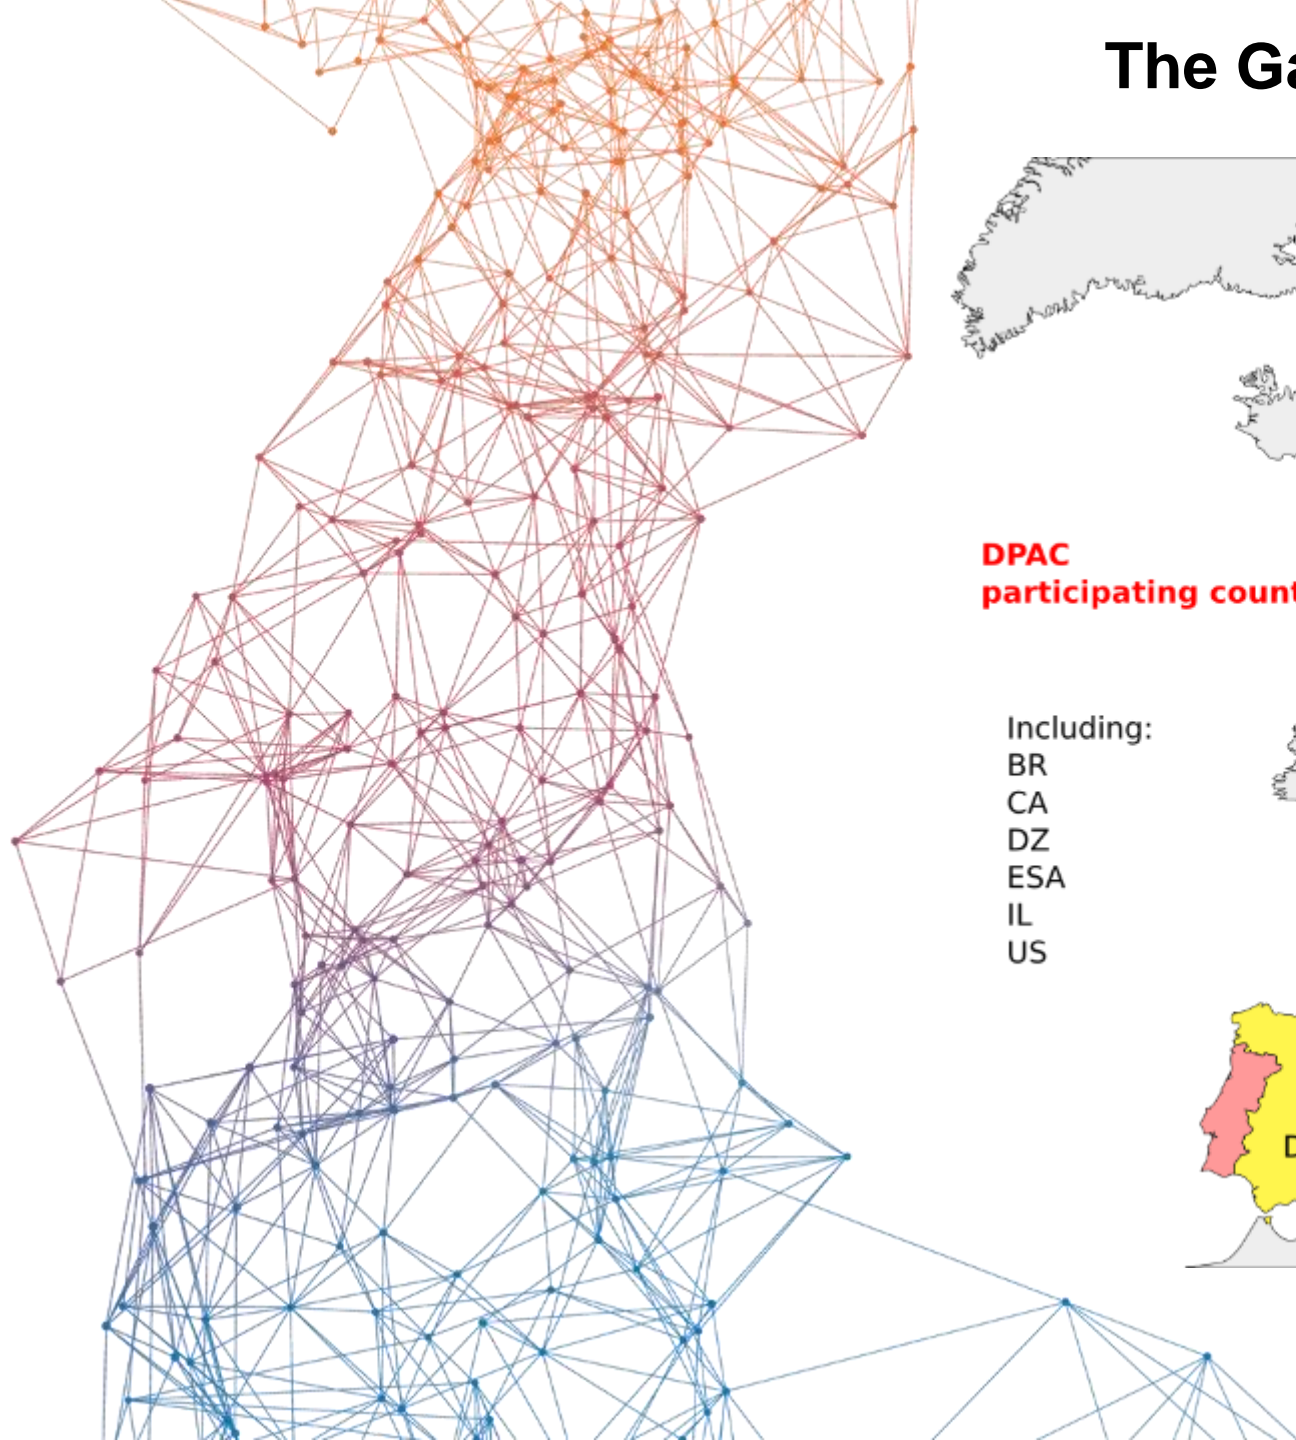 The Ga
DPAC
participating count
Including:
BR
CA
DZ
ESA
IL
US
D